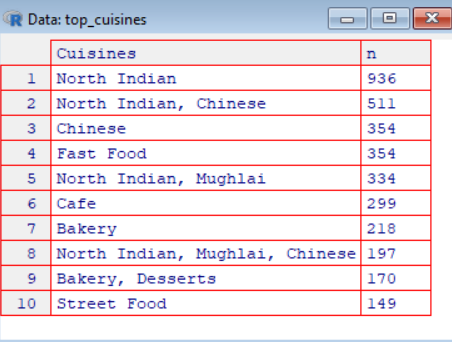 Data: top_cuisines
Cuisines n
1 North Indian 936
2 North Indian, Chinese 511
3 Chinese 354
4 Fast Food 354
5 North Indian, Mughlai 334
6 Cafe 299
7 Bakery 218
8 North Indian, Mughlai, Chinese 197
9 Bakery, Desserts 170
10 Street Food 149